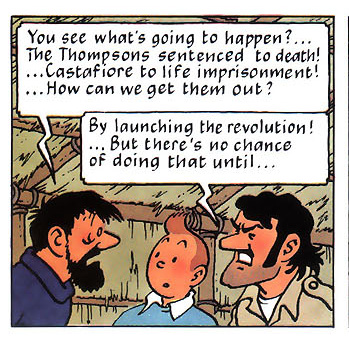 You see what's going to happen?...
The Thompsons sentenced to death!
...Castafiore to life imprisonment!
...How can we get them out?
By launching the revolution!
...But there's no chance
of doing that until...